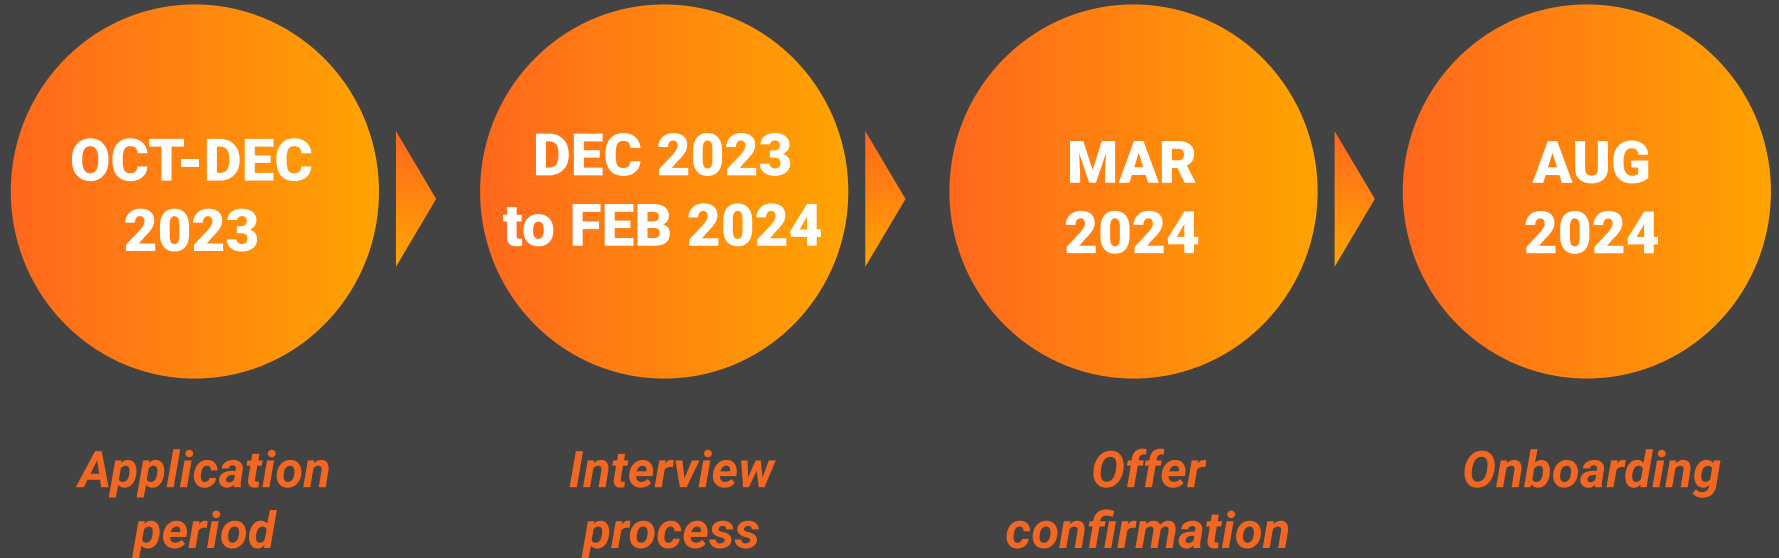 OCT-DEC
2023
DEC 2023
to FEB 2024
MAR
2024
AUG
2024
Application
period
Interview
process
Offer
confirmation
Onboarding